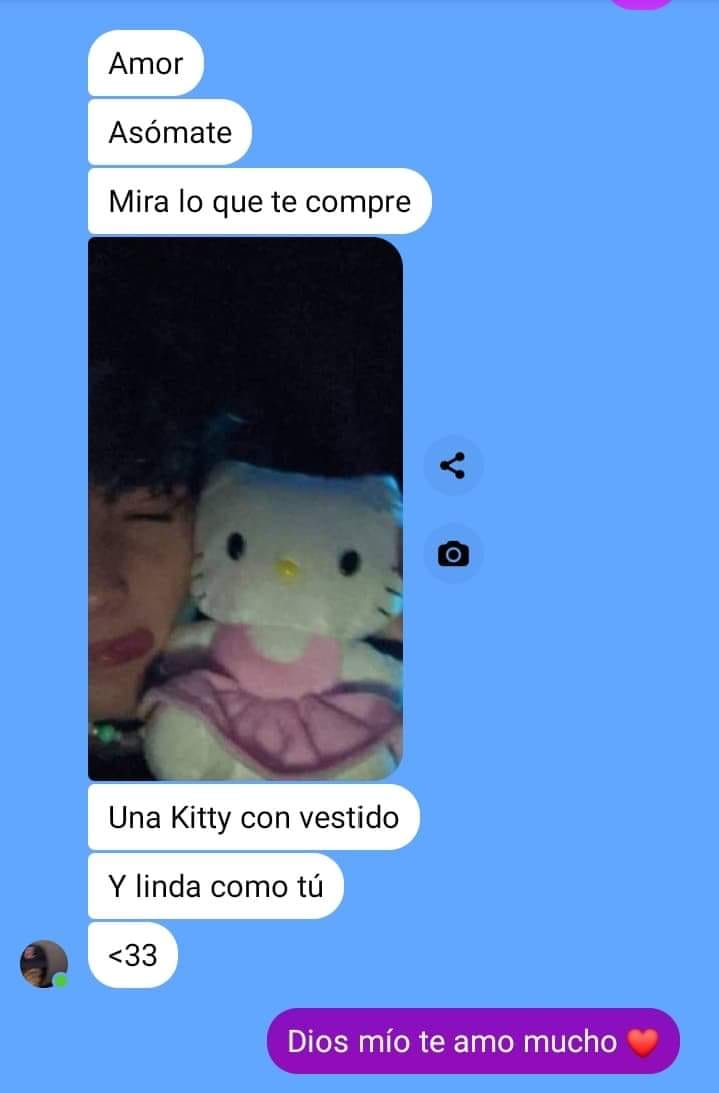 Amor
Asómate
Mira lo que te compre
Una Kitty con vestido
Y linda como tú
<33
Dios mío te amo mucho ❤️